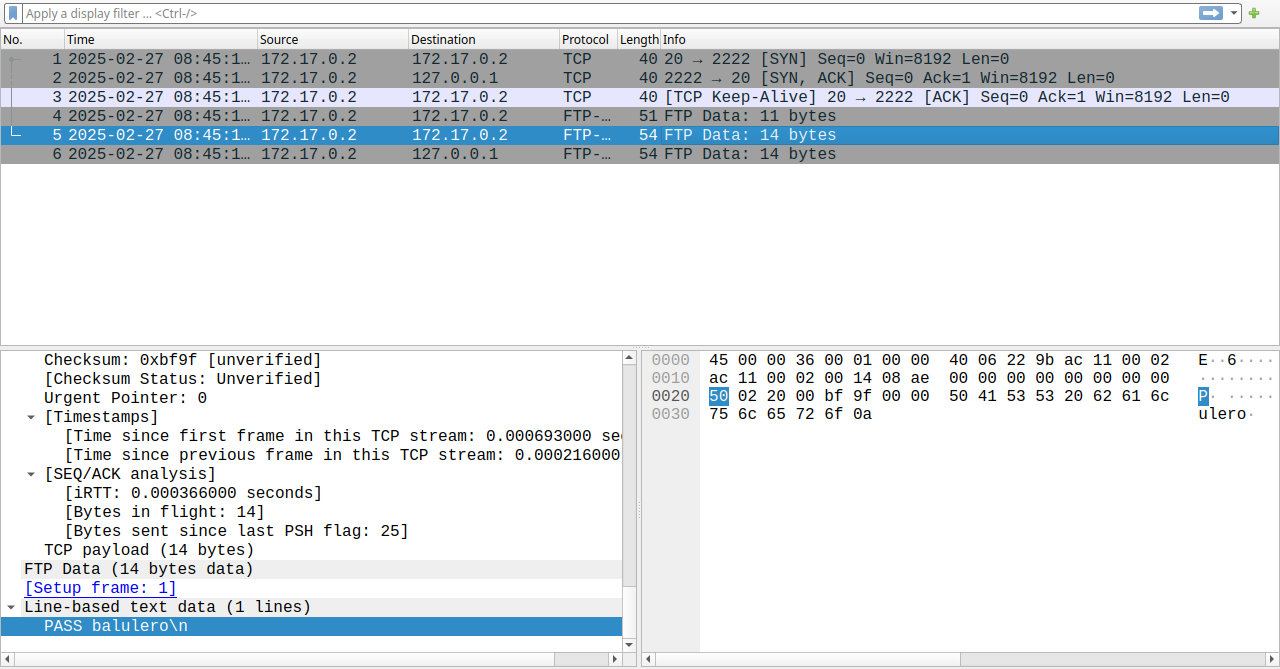 Apply a display filter ... <Ctrl-/>
No. Time Source Destination Protocol Length Info
1 2025-02-27 08:45:1… 172.17.0.2 172.17.0.2 TCP 40 20 → 2222 [SYN] Seq=0 Win=8192 Len=0
2 2025-02-27 08:45:1… 172.17.0.2 127.0.0.1 TCP 40 2222 → 20 [SYN, ACK] Seq=0 Ack=1 Win=8192 Len=0
3 2025-02-27 08:45:1… 172.17.0.2 172.17.0.2 TCP 40 [TCP Keep-Alive] 20 → 2222 [ACK] Seq=0 Ack=1 Win=8192 Len=0
4 2025-02-27 08:45:1… 172.17.0.2 172.17.0.2 FTP-… 51 FTP Data: 11 bytes
5 2025-02-27 08:45:1… 172.17.0.2 172.17.0.2 FTP-… 54 FTP Data: 14 bytes
6 2025-02-27 08:45:1… 172.17.0.2 127.0.0.1 FTP-… 54 FTP Data: 14 bytes
Checksum: 0xbf9f [unverified]
[Checksum Status: Unverified]
Urgent Pointer: 0
[Timestamps]
[Time since first frame in this TCP stream: 0.000693000 se
[Time since previous frame in this TCP stream: 0.000216000
[SEQ/ACK analysis]
[iRTT: 0.000366000 seconds]
[Bytes in flight: 14]
[Bytes sent since last PSH flag: 25]
TCP payload (14 bytes)
FTP Data (14 bytes data)
[Setup frame: 1]
Line-based text data (1 lines)
PASS balulero\n
0000 45 00 00 36 00 01 00 00 40 06 22 9b ac 11 00 02 E··6····
0010 ac 11 00 02 00 14 08 ae 00 00 00 00 00 00 00 00 ········
0020 50 02 20 00 bf 9f 00 00 50 41 53 53 20 62 61 6c P· ·····
0030 75 6c 65 72 6f 0a ulero·